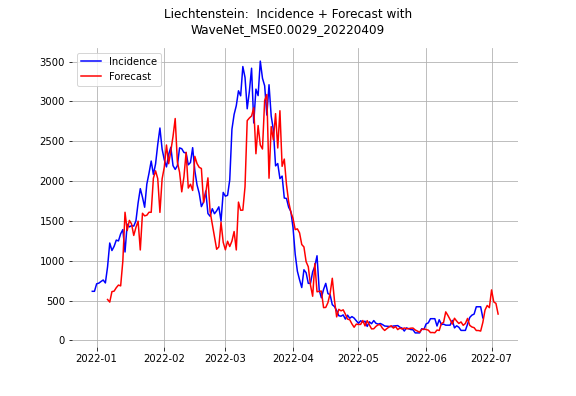 Liechtenstein:  Incidence + Forecast with
WaveNet_MSE0.0029_20220409
Incidence
Forecast
3500
3000
2500
2000
1500
1000
500
0
2022-01 2022-02 2022-03 2022-04 2022-05 2022-06 2022-07